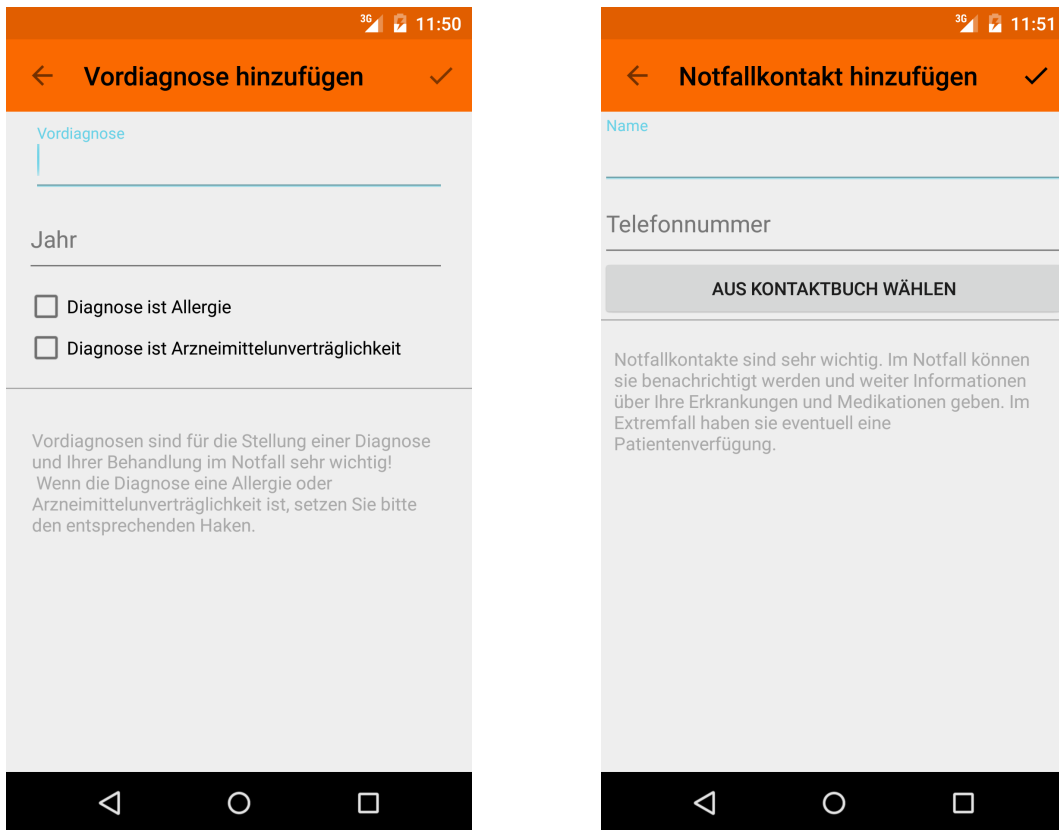 3G 11:50
Vordiagnose hinzufügen
Vordiagnose
Jahr
Diagnose ist Allergie
Diagnose ist Arzneimittelunverträglichkeit
Vordiagnosen sind für die Stellung einer Diagnose
und Ihrer Behandlung im Notfall sehr wichtig!
Wenn die Diagnose eine Allergie oder
Arzneimittelunverträglichkeit ist, setzen Sie bitte
den entsprechenden Haken.
3G 11:51
Notfallkontakt hinzufügen
Name
Telefonnummer
AUS KONTAKTBUCH WÄHLEN
Notfallkontakte sind sehr wichtig. Im Notfall können
sie benachrichtigt werden und weiter Informationen
über Ihre Erkrankungen und Medikationen geben. Im
Extremfall haben sie eventuell eine
Patientenverfügung.